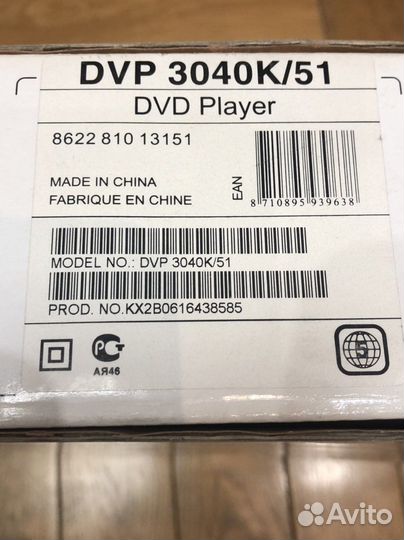 DVP 3040K/51
DVD Player
8622 810 13151
MADE IN CHINA
FABRIQUE EN CHINE
EAN
8 710895 939638
MODEL NO.: DVP 3040K/51
PROD. NO.KX2B0616438585
РСТ
АЯ46
5
Avito